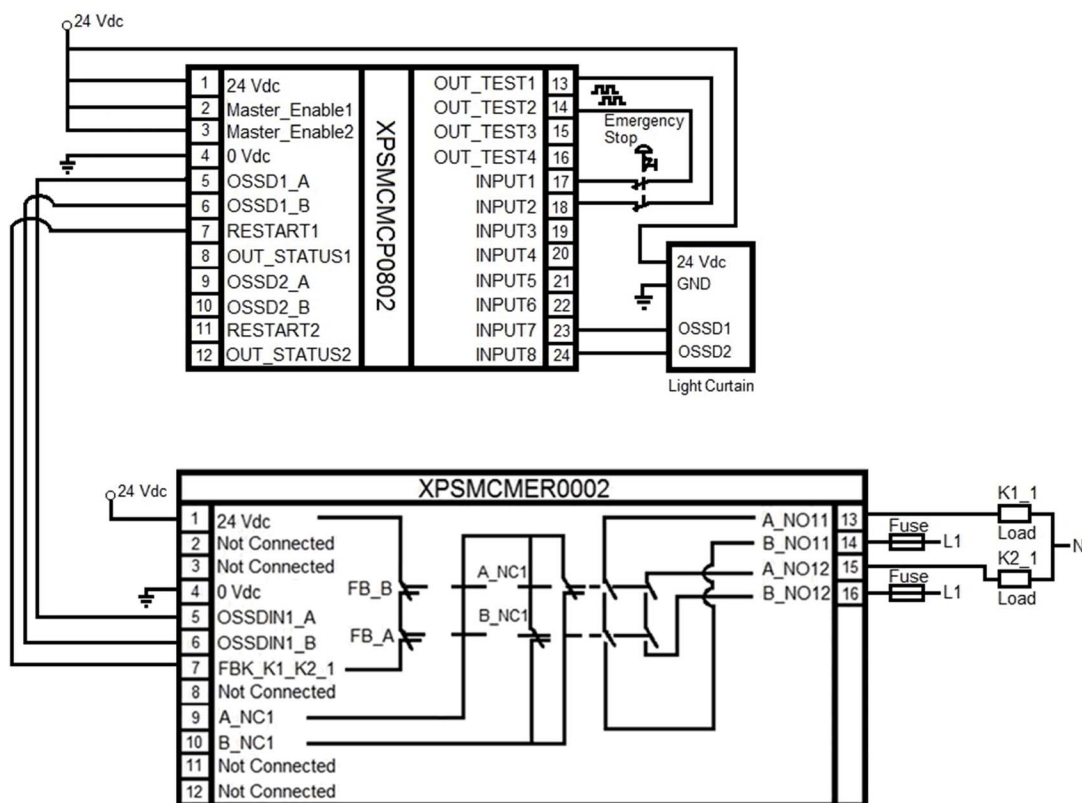 24 Vdc
1 24 Vdc
2 Master_Enable1
3 Master_Enable2
4 0 Vdc
5 OSSD1_A
6 OSSD1_B
7 RESTART1
8 OUT_STATUS1
9 OSSD2_A
10 OSSD2_B
11 RESTART2
12 OUT_STATUS2
XPSMCMCP0802
OUT_TEST1 13
OUT_TEST2 14
OUT_TEST3 15
OUT_TEST4 16
INPUT1 17
INPUT2 18
INPUT3 19
INPUT4 20
INPUT5 21
INPUT6 22
INPUT7 23
INPUT8 24
Emergency
Stop
24 Vdc
GND
OSSD1
OSSD2
Light Curtain
XPSMCMER0002
24 Vdc
1 24 Vdc
2 Not Connected
3 Not Connected
4 0 Vdc
5 OSSDIN1_A
6 OSSDIN1_B
7 FBK_K1_K2_1
8 Not Connected
9 A_NC1
10 B_NC1
11 Not Connected
12 Not Connected
FB_B
FB_A
A_NC1
B_NC1
A_NO11 13
B_NO11 14
A_NO12 15
B_NO12 16
K1_1
Load
Fuse
L1
N
K2_1
Load
Fuse
L1